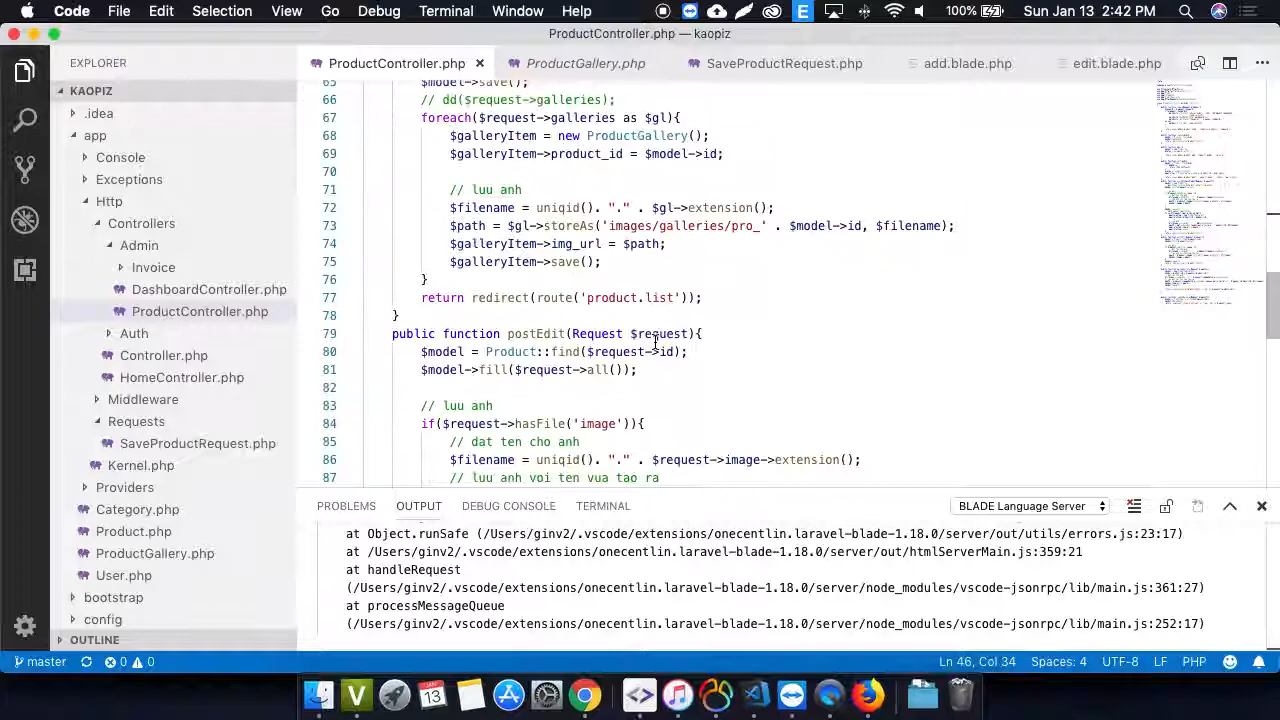 Code File Edit Selection View Go Debug Terminal Window Help 100% Sun Jan 13 2:42 PM
ProductController.php — kaopiz
EXPLORER
ProductController.php ProductGallery.php SaveProductRequest.php add.blade.php edit.blade.php
KAOPIZ
.idea
app
Console
Exceptions
Http
Controllers
Admin
Invoice
DashboardController.php
ProductController.php
Auth
Controller.php
HomeController.php
Middleware
Requests
SaveProductRequest.php
Kernel.php
Providers
Category.php
Product.php
ProductGallery.php
User.php
bootstrap
config
OUTLINE
65 $model->save();
66 // dd($request->galleries);
67 foreach($request->galleries as $gl){
68 $galleryItem = new ProductGallery();
69 $galleryItem->product_id = $model->id;
70
71 // luu anh
72 $filename = uniqid(). "." . $gl->extension();
73 $path = $gl->storeAs('images/galleries/pro_' . $model->id, $filename);
74 $galleryItem->img_url = $path;
75 $galleryItem->save();
76 }
77 return redirect(route('product.list'));
78 }
79 public function postEdit(Request $request){
80 $model = Product::find($request->id);
81 $model->fill($request->all());
82
83 // luu anh
84 if($request->hasFile('image')){
85 // dat ten cho anh
86 $filename = uniqid(). "." . $request->image->extension();
87 // luu anh voi ten vua tao ra
PROBLEMS OUTPUT DEBUG CONSOLE TERMINAL BLADE Language Server
at Object.runSafe (/Users/ginv2/.vscode/extensions/onecentlin.laravel-blade-1.18.0/server/out/utils/errors.js:23:17)
at /Users/ginv2/.vscode/extensions/onecentlin.laravel-blade-1.18.0/server/out/htmlServerMain.js:359:21
at handleRequest
(/Users/ginv2/.vscode/extensions/onecentlin.laravel-blade-1.18.0/server/node_modules/vscode-jsonrpc/lib/main.js:361:27)
at processMessageQueue
(/Users/ginv2/.vscode/extensions/onecentlin.laravel-blade-1.18.0/server/node_modules/vscode-jsonrpc/lib/main.js:252:17)
master 0 0 Ln 46, Col 34 Spaces: 4 UTF-8 LF PHP